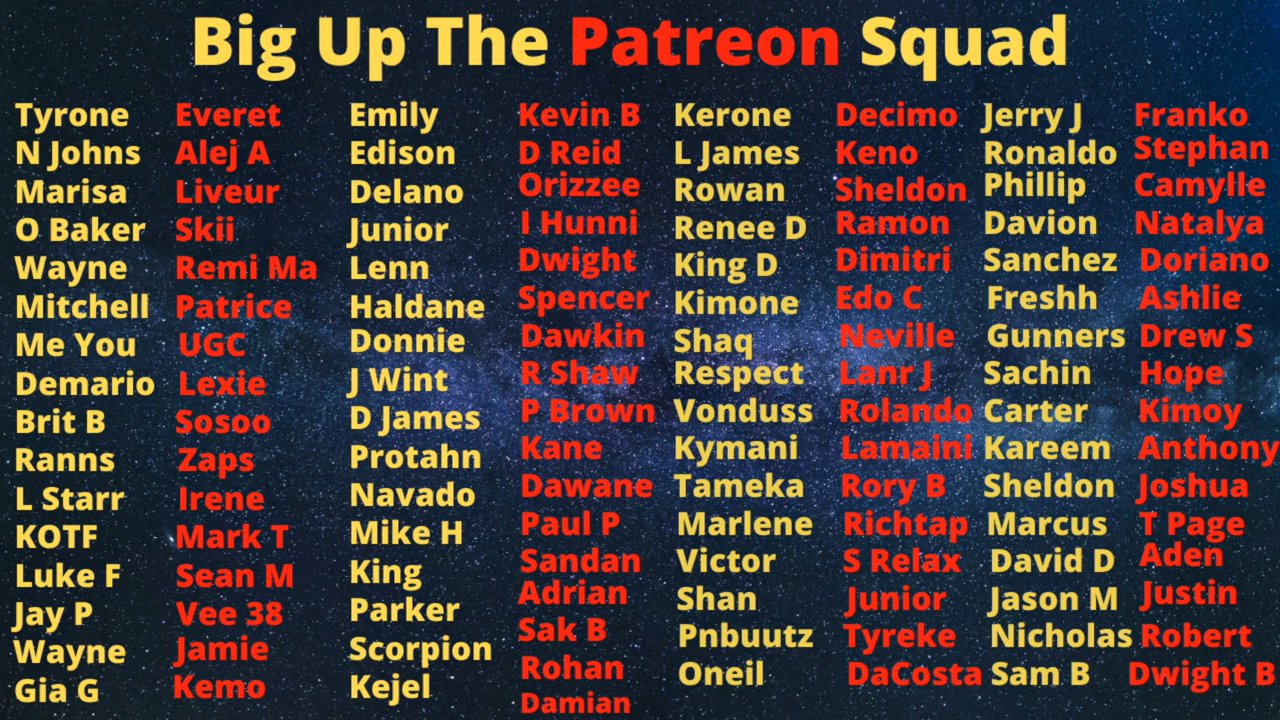 Big Up The Patreon Squad
Tyrone
N Johns
Marisa
O Baker
Wayne
Mitchell
Me You
Demario
Brit B
Ranns
L Starr
KOTF
Luke F
Jay P
Wayne
Gia G
Everet
Alej A
Liveur
Skii
Remi Ma
Patrice
UGC
Lexie
Sosoo
Zaps
Irene
Mark T
Sean M
Vee 38
Jamie
Kemo
Emily
Edison
Delano
Junior
Lenn
Haldane
Donnie
J Wint
D James
Protahn
Navado
Mike H
King
Parker
Scorpion
Kejel
Kevin B
D Reid
Orizzee
I Hunni
Dwight
Spencer
Dawkin
R Shaw
P Brown
Kane
Dawane
Paul P
Sandan
Adrian
Sak B
Rohan
Damian
Kerone
L James
Rowan
Renee D
King D
Kimone
Shaq
Respect
Vonduss
Kymani
Tameka
Marlene
Victor
Shan
Pnbuutz
Oneil
Decimo
Keno
Sheldon
Ramon
Dimitri
Edo C
Neville
Lanr J
Rolando
Lamaini
Rory B
Richtap
S Relax
Junior
Tyreke
DaCosta
Jerry J
Ronaldo
Phillip
Davion
Sanchez
Freshh
Gunners
Sachin
Carter
Kareem
Sheldon
Marcus
David D
Jason M
Nicholas
Sam B
Franko
Stephan
Camylle
Natalya
Doriano
Ashlie
Drew S
Hope
Kimoy
Anthony
Joshua
T Page
Aden
Justin
Robert
Dwight B